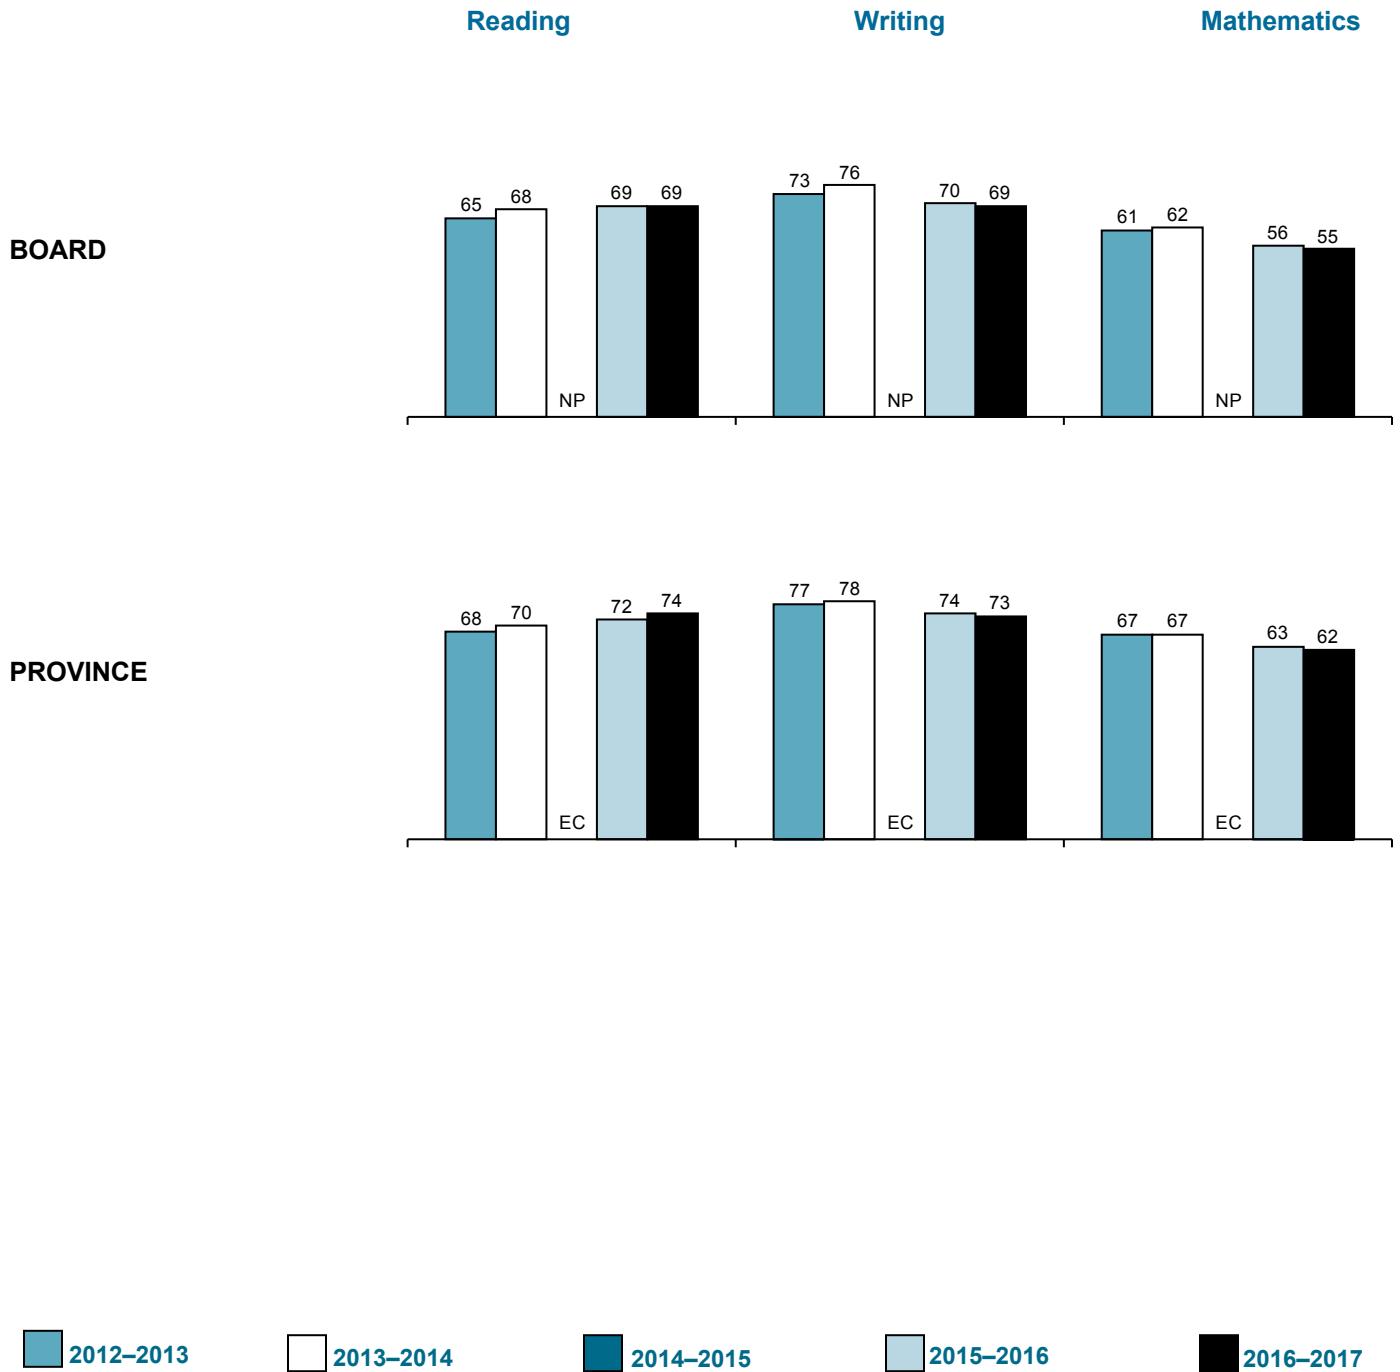 Reading Writing Mathematics
76
73
70 69
69 69
68
65
61 62
56 55
BOARD
NP NP NP
77 78
74 74 73
72
70
68 67 67
63 62
PROVINCE
EC EC EC
2012–2013 2013–2014 2014–2015 2015–2016 2016–2017